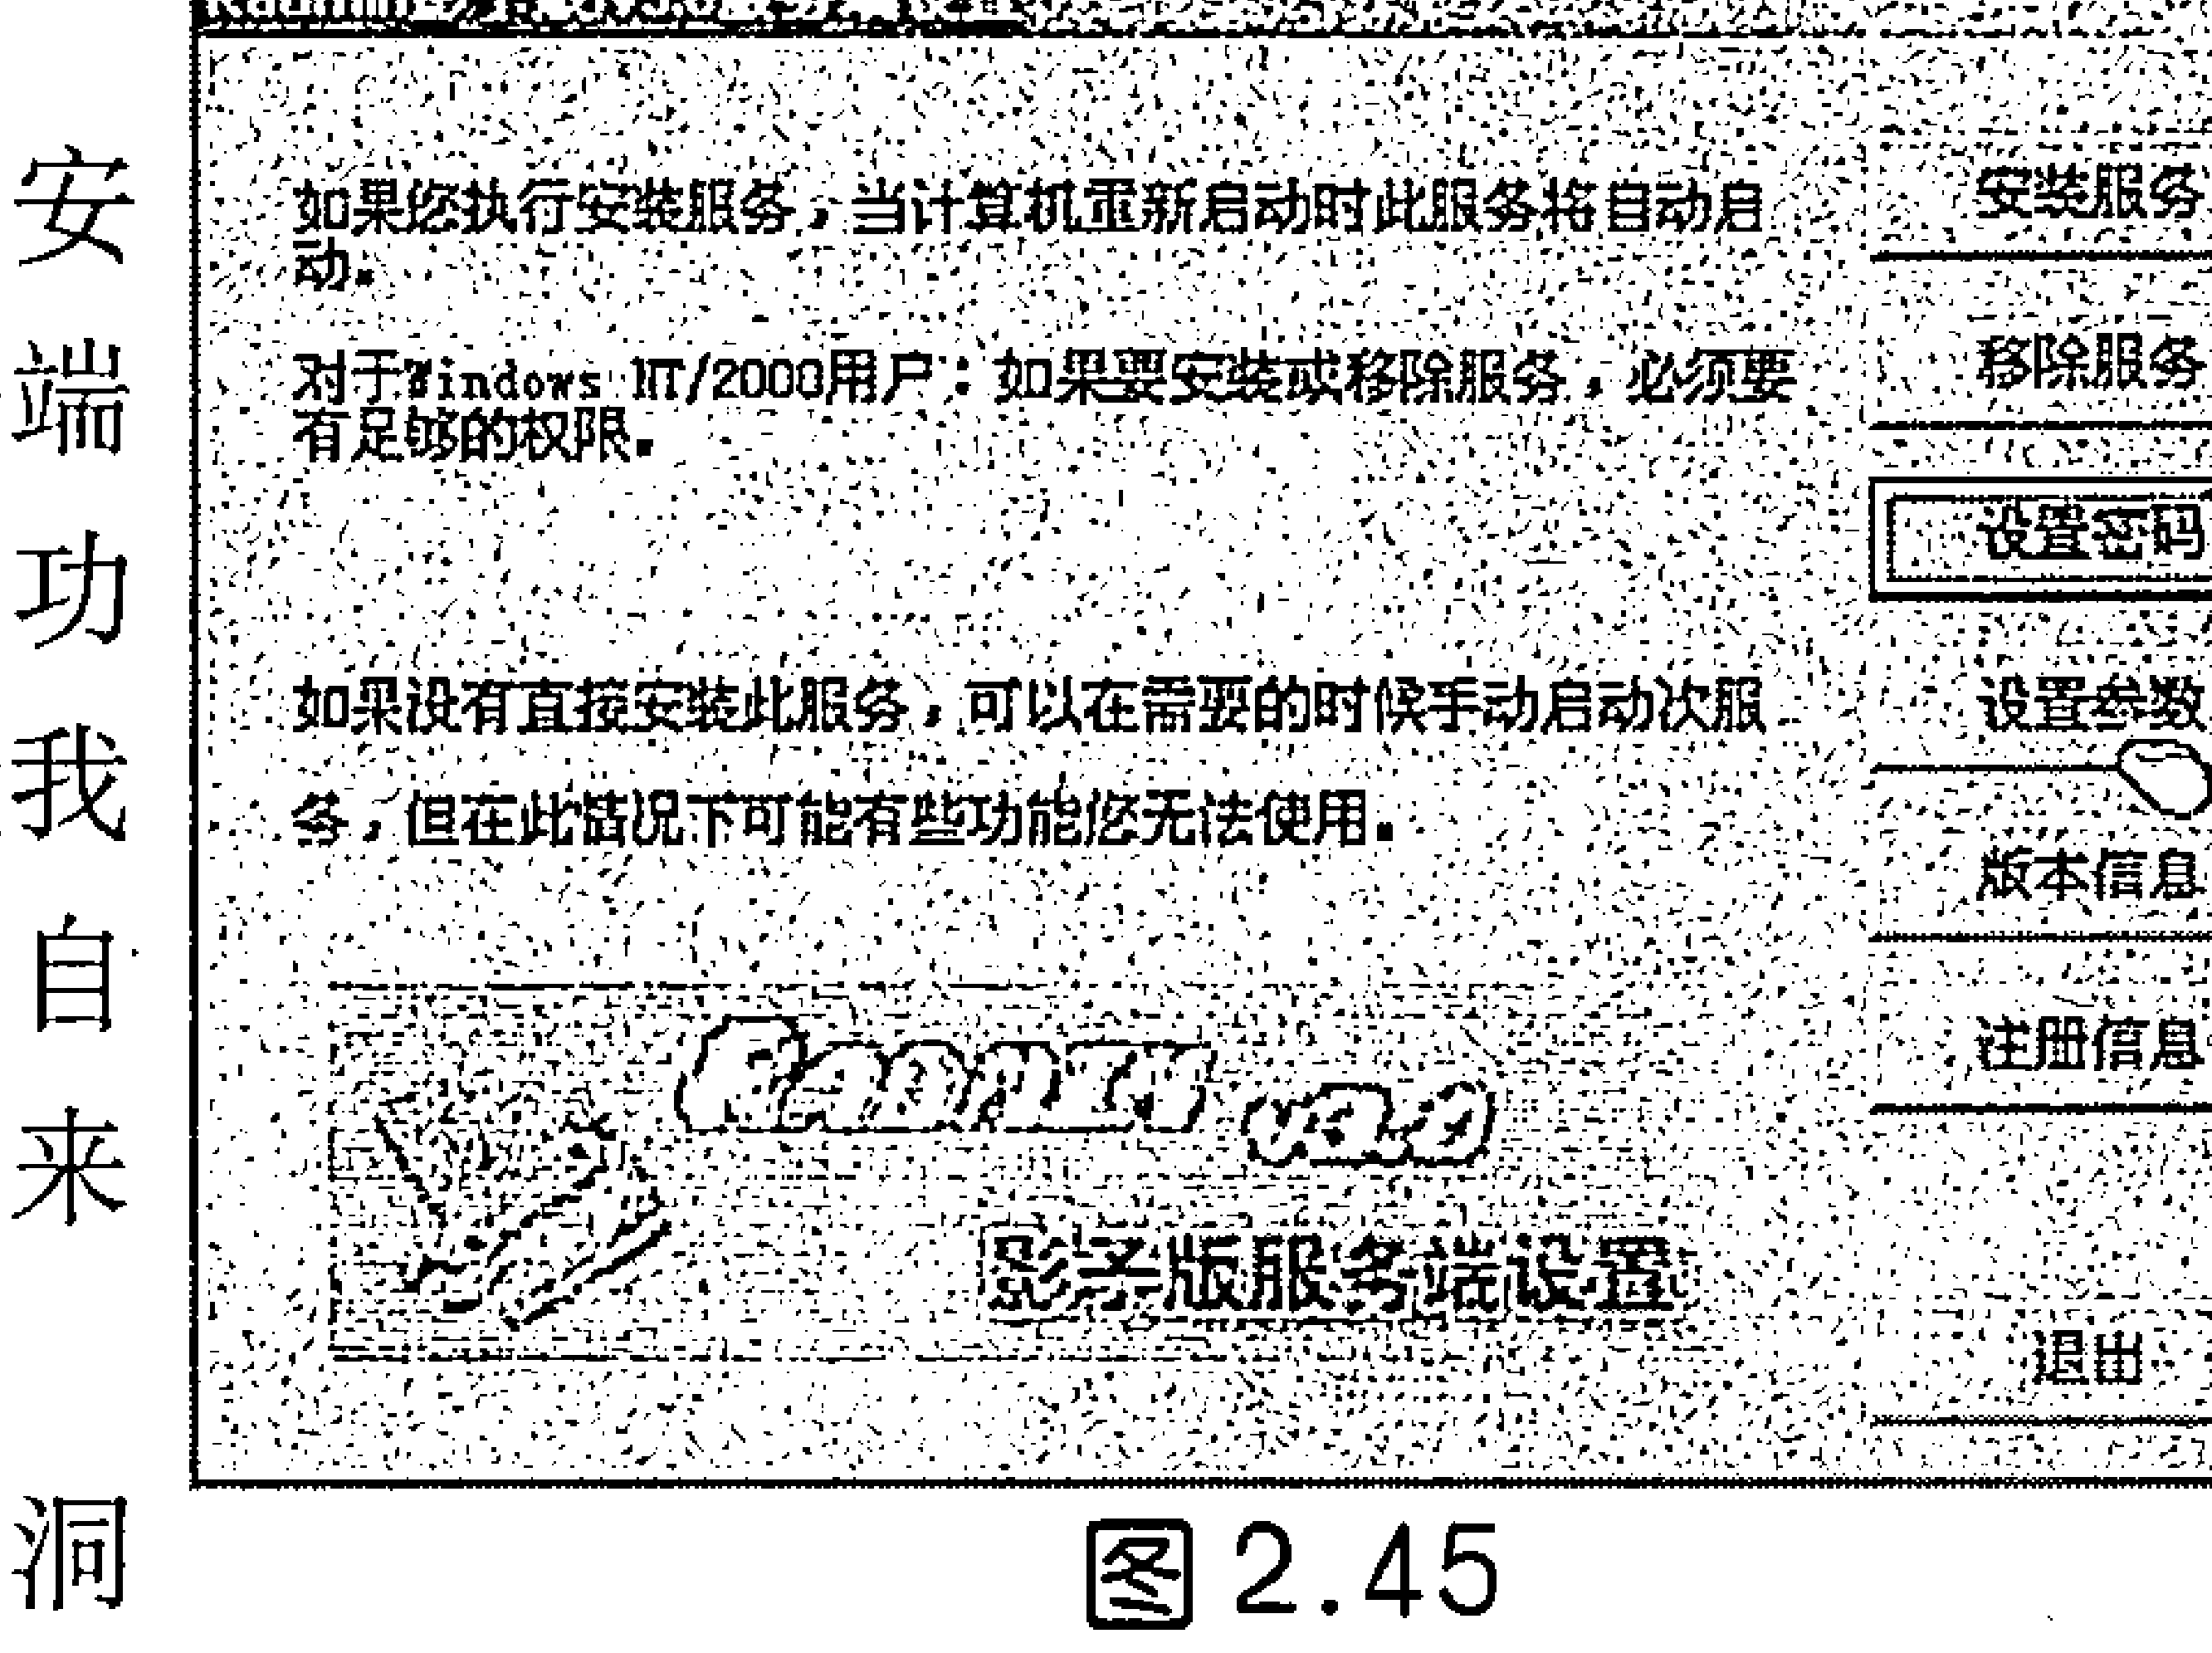 安
端
功
我
自
来
洞
如果您执行安装服务，当计算机重新启动时此服务将自动启
动。
对于Windows NT/2000用户：如果要安装或移除服务，必须要
有足够的权限。
如果没有直接安装此服务，可以在需要的时候手动启动次服
务，但在此情况下可能有些功能您无法使用。
影子版服务端设置
安装服务
移除服务
设置密码
设置参数
版本信息
注册信息
退出
图 2.45